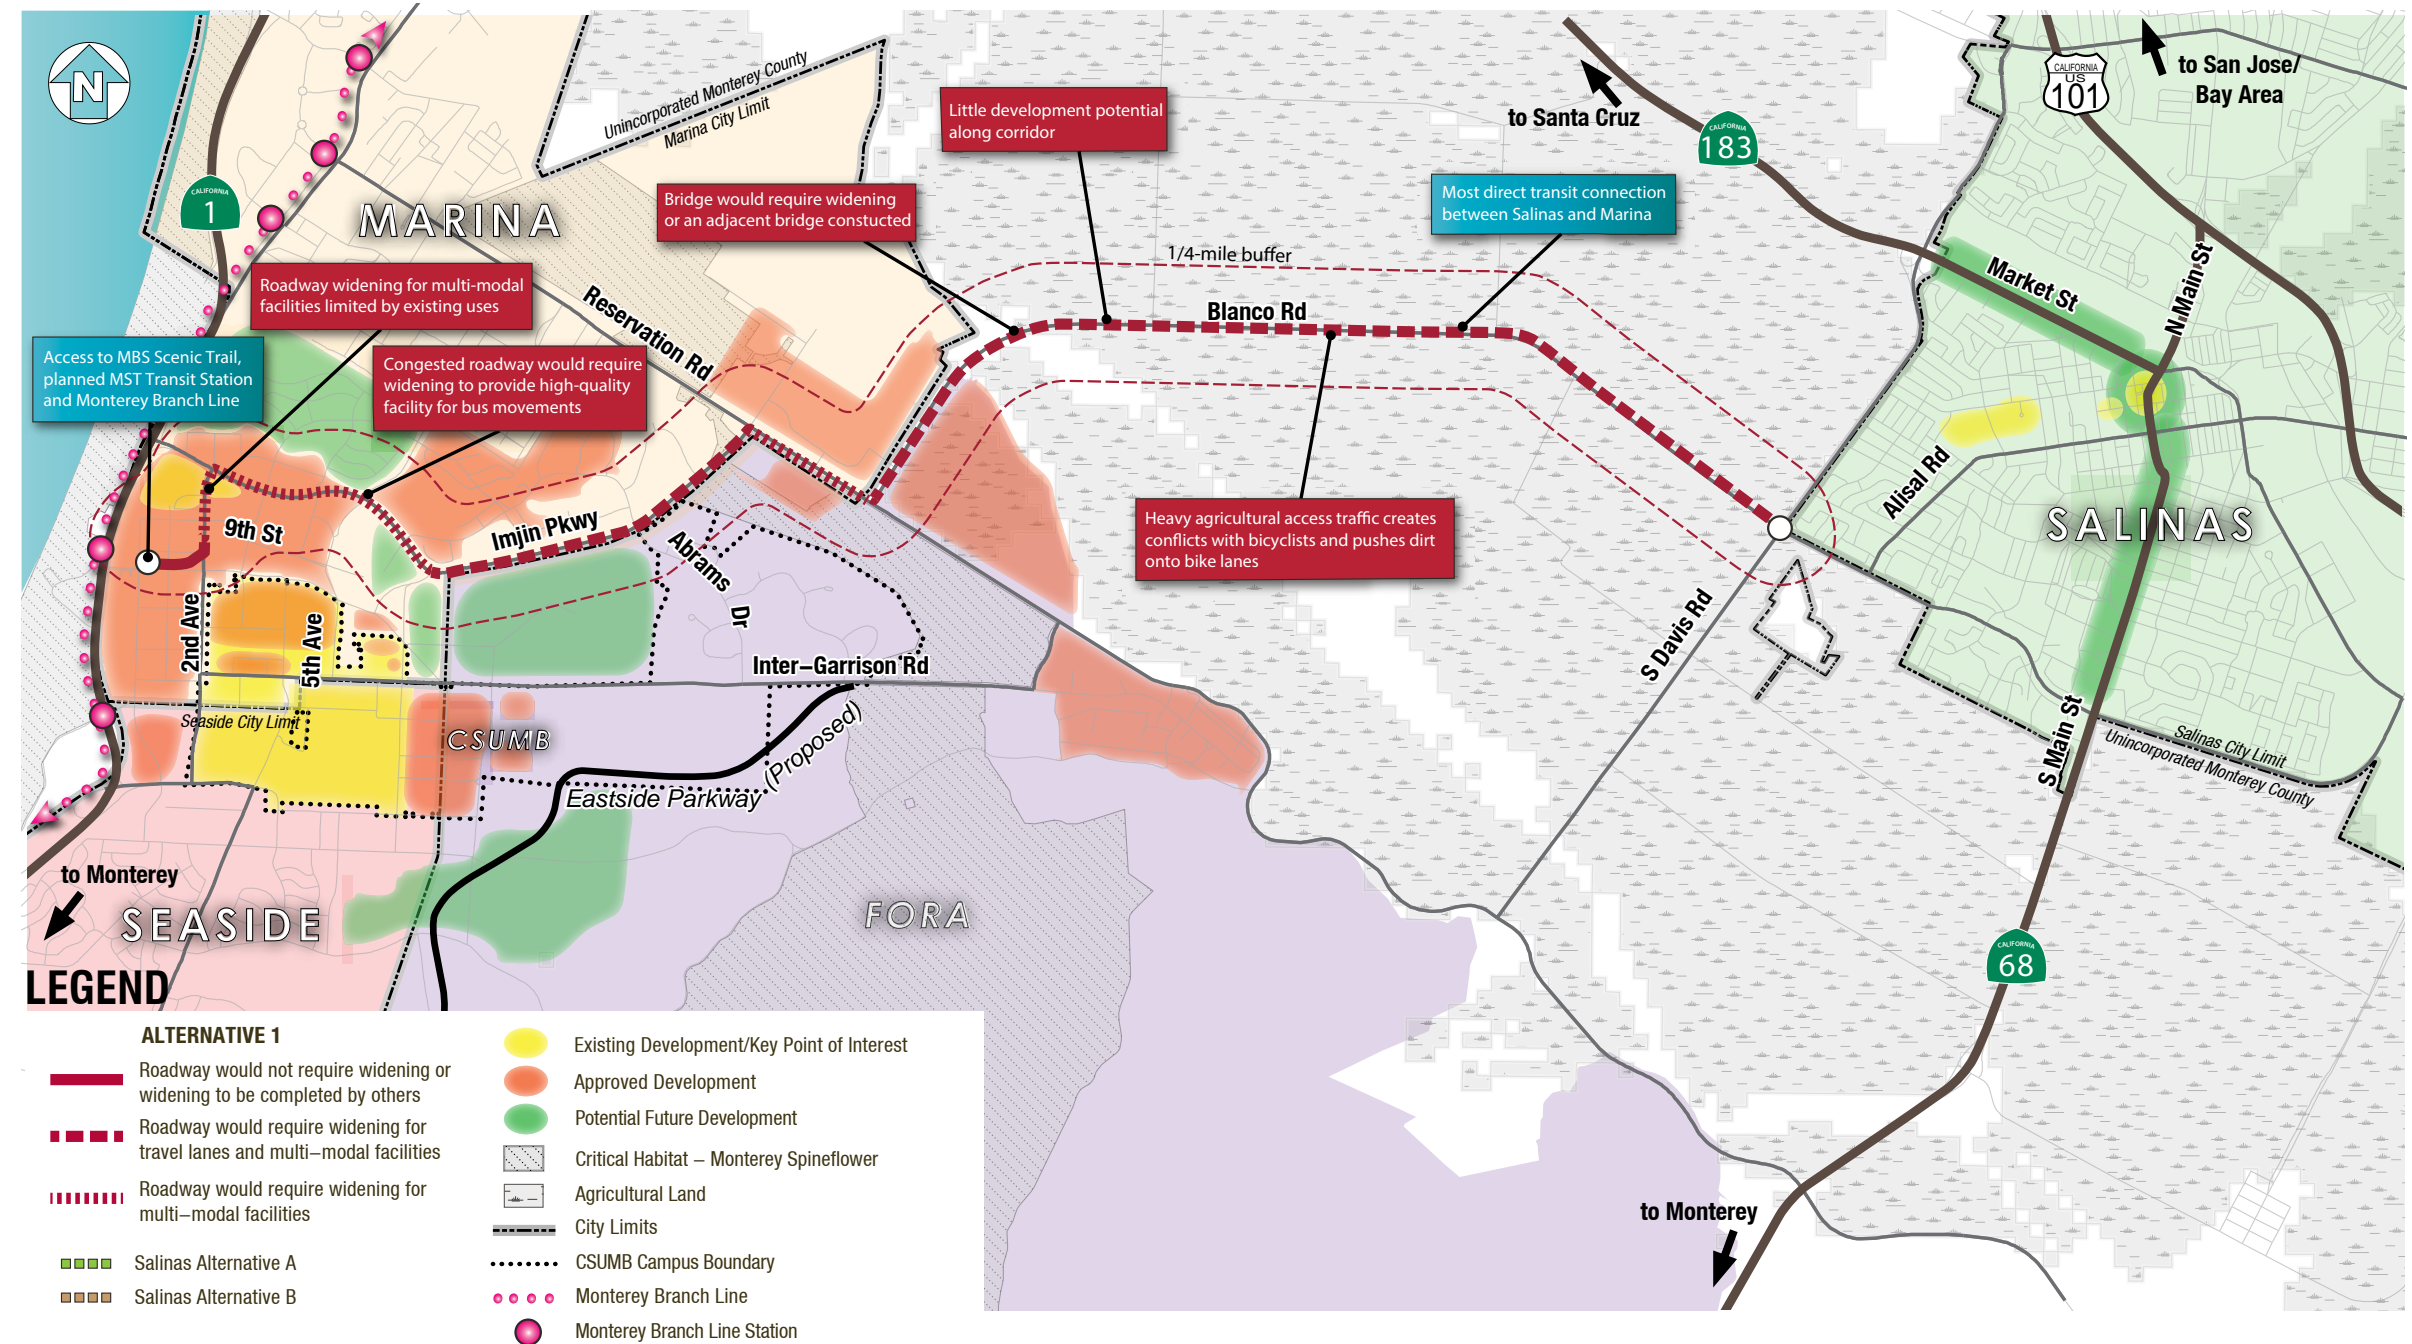 N
CALIFORNIA
1
MARINA
Unincorporated Monterey County
Marina City Limit
Little development potential
along corridor
Bridge would require widening
or an adjacent bridge constucted
Most direct transit connection
between Salinas and Marina
to Santa Cruz
CALIFORNIA
183
CALIFORNIA
US
101
to San Jose/
Bay Area
Roadway widening for multi-modal
facilities limited by existing uses
Access to MBS Scenic Trail,
planned MST Transit Station
and Monterey Branch Line
Congested roadway would require
widening to provide high-quality
facility for bus movements
Reservation Rd
1/4-mile buffer
Blanco Rd
Market St
N Main St
Alisal Rd
SALINAS
Heavy agricultural access traffic creates
conflicts with bicyclists and pushes dirt
onto bike lanes
9th St
Imjin Pkwy
Abrams Dr
2nd Ave
5th Ave
Inter–Garrison Rd
S Davis Rd
Seaside City Limit
CSUMB
Eastside Parkway (Proposed)
S Main St
Salinas City Limit
Unincorporated Monterey County
to Monterey
SEASIDE
FORA
CALIFORNIA
68
to Monterey
LEGEND
ALTERNATIVE 1
Roadway would not require widening or
widening to be completed by others
Roadway would require widening for
travel lanes and multi–modal facilities
Roadway would require widening for
multi–modal facilities
Salinas Alternative A
Salinas Alternative B
Existing Development/Key Point of Interest
Approved Development
Potential Future Development
Critical Habitat – Monterey Spineflower
Agricultural Land
City Limits
CSUMB Campus Boundary
Monterey Branch Line
Monterey Branch Line Station